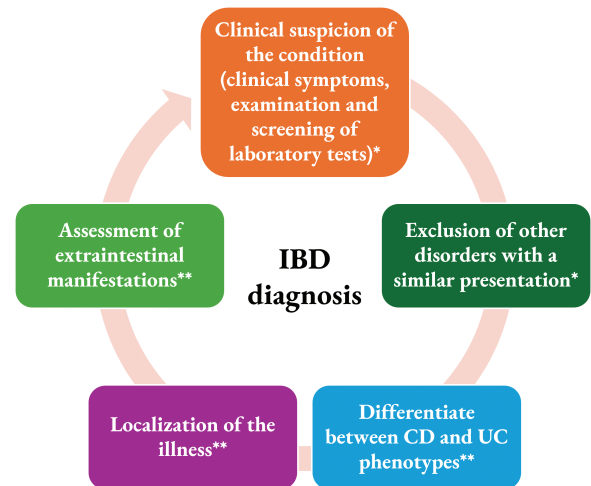 Clinical suspicion of
the condition
(clinical symptoms,
examination and
screening of
laboratory tests)*
Exclusion of other
disorders with a
similar presentation*
Differentiate
between CD and UC
phenotypes**
Localization of the
illness**
Assessment of
extraintestinal
manifestations**
IBD
diagnosis